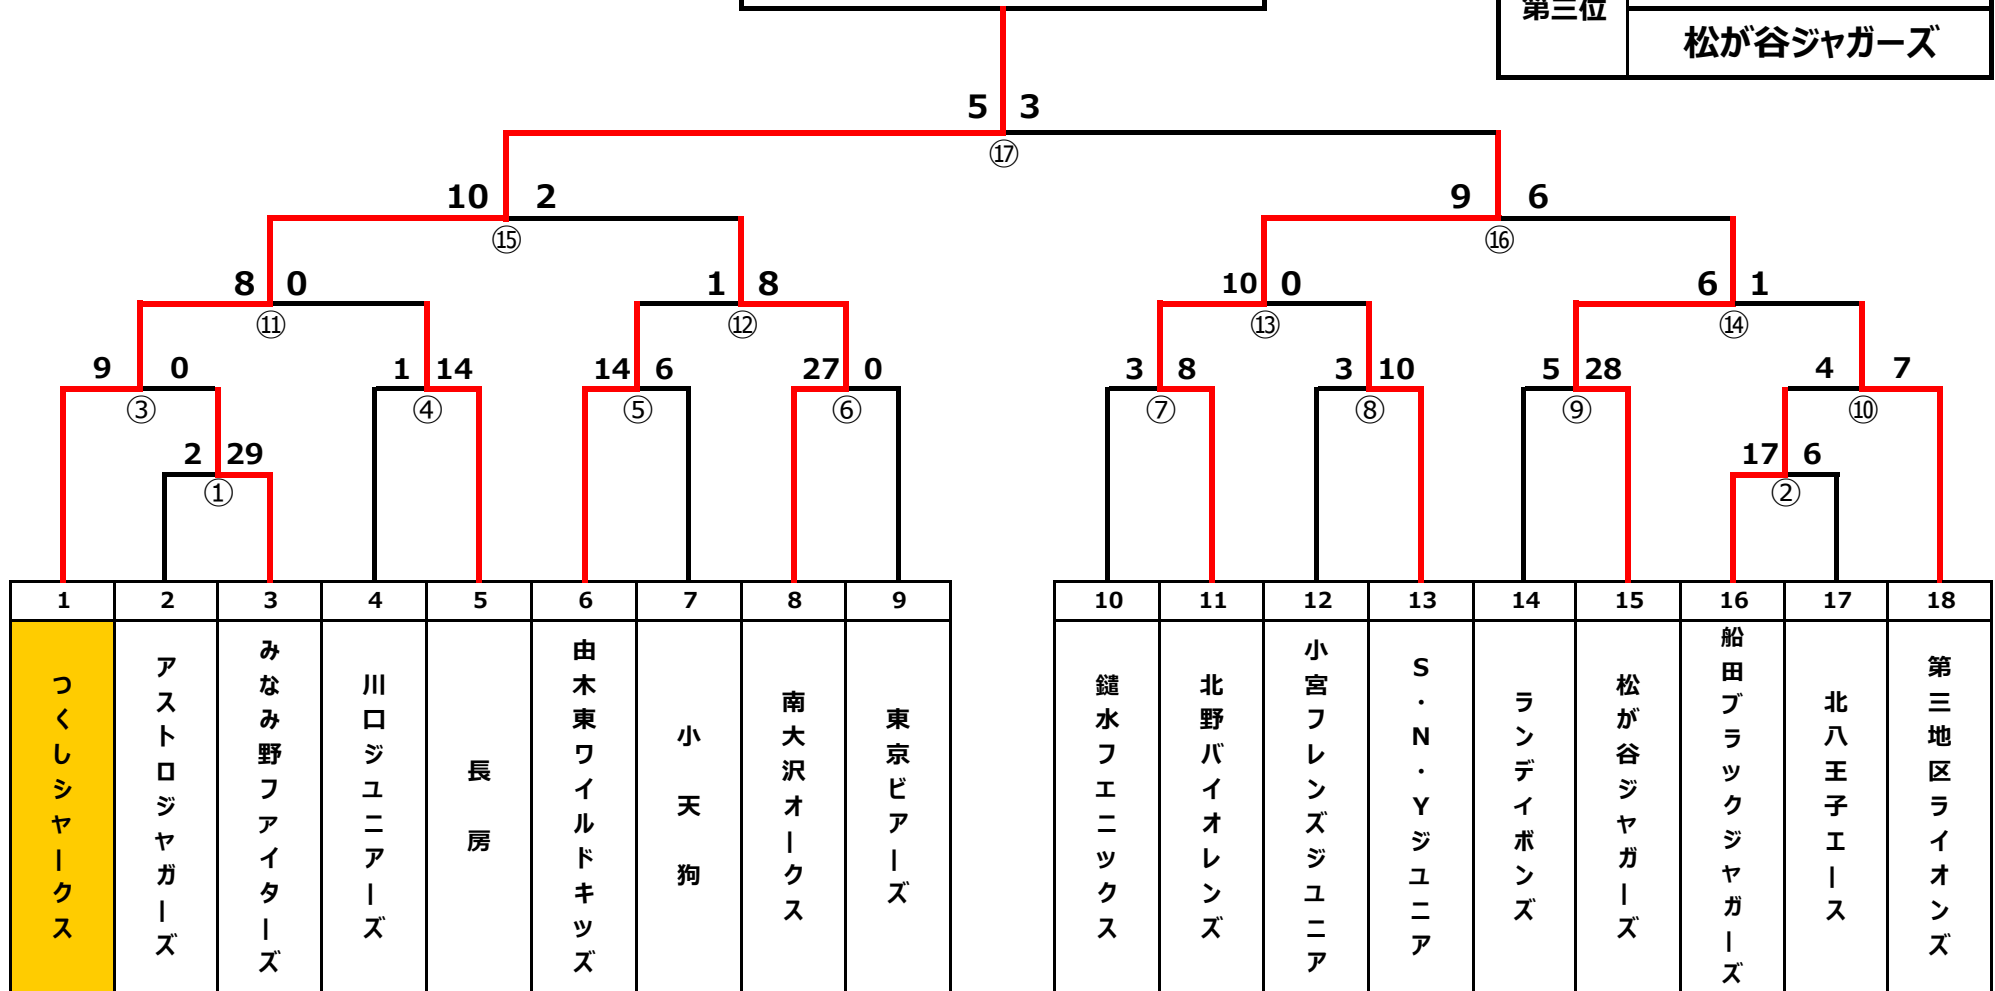 第三位
松が谷ジャガーズ
5 3
⑰
10 2
9 6
⑮
⑯
8 0
1 8
10 0
6 1
⑪
⑫
⑬
⑭
9 0
1 14
14 6
27 0
3 8
3 10
5 28
4 7
③
④
⑤
⑥
⑦
⑧
⑨
⑩
2 29
17 6
①
②
1 2 3 4 5 6 7 8 9 10 11 12 13 14 15 16 17 18
つくしシャークス
アストロジャガーズ
みなみ野ファイターズ
川口ジュニアーズ
長房
由木東ワイルドキッズ
小天狗
南大沢オークス
東京ビアーズ
鑓水フェニックス
北野バイオレンズ
小宮フレンズジュニア
S・N・Yジュニア
ランディボンズ
松が谷ジャガーズ
船田ブラックジャガーズ
北八王子エース
第三地区ライオンズ